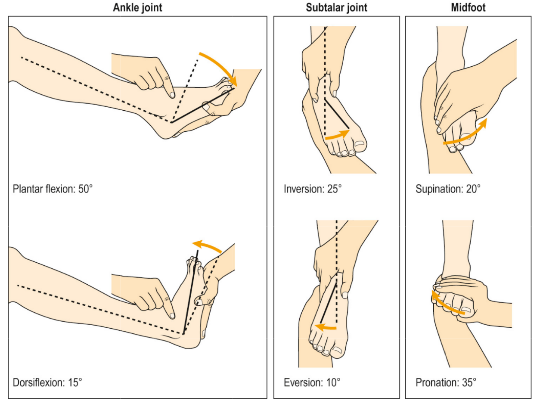 Ankle joint
Subtalar joint
Midfoot
Plantar flexion: 50°
Inversion: 25°
Supination: 20°
Dorsiflexion: 15°
Eversion: 10°
Pronation: 35°